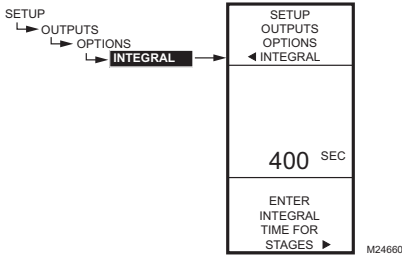 SETUP
OUTPUTS
OPTIONS
INTEGRAL
SETUP
OUTPUTS
OPTIONS
◀ INTEGRAL
400 SEC
ENTER
INTEGRAL
TIME FOR
STAGES ▶
M24660